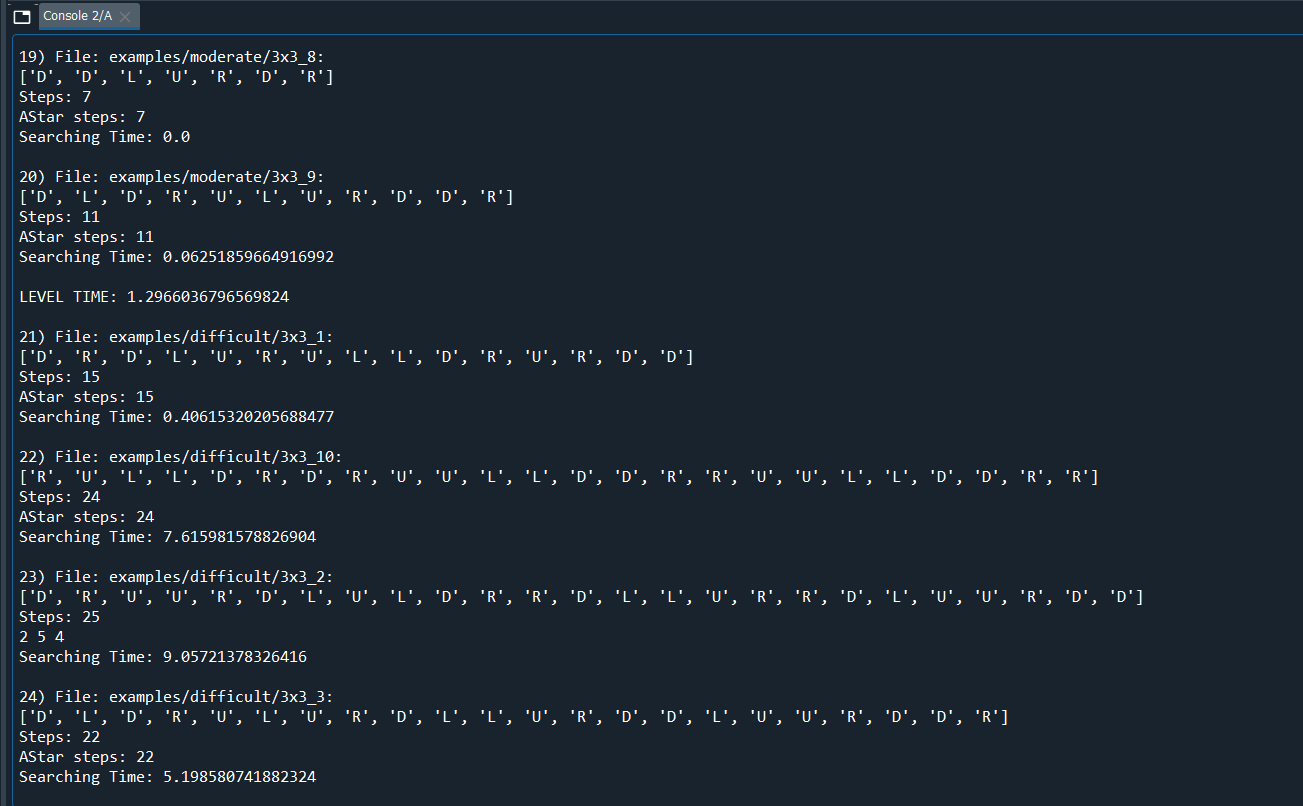 Console 2/A
19) File: examples/moderate/3x3_8:
['D', 'D', 'L', 'U', 'R', 'D', 'R']
Steps: 7
AStar steps: 7
Searching Time: 0.0
20) File: examples/moderate/3x3_9:
['D', 'L', 'D', 'R', 'U', 'L', 'U', 'R', 'D', 'D', 'R']
Steps: 11
AStar steps: 11
Searching Time: 0.06251859664916992
LEVEL TIME: 1.2966036796569824
21) File: examples/difficult/3x3_1:
['D', 'R', 'D', 'L', 'U', 'R', 'U', 'L', 'L', 'D', 'R', 'U', 'R', 'D', 'D']
Steps: 15
AStar steps: 15
Searching Time: 0.40615320205688477
22) File: examples/difficult/3x3_10:
['R', 'U', 'L', 'L', 'D', 'R', 'D', 'R', 'U', 'U', 'L', 'L', 'D', 'D', 'R', 'R', 'U', 'U', 'L', 'L', 'D', 'D', 'R', 'R']
Steps: 24
AStar steps: 24
Searching Time: 7.615981578826904
23) File: examples/difficult/3x3_2:
['D', 'R', 'U', 'U', 'R', 'D', 'L', 'U', 'L', 'D', 'R', 'R', 'D', 'L', 'L', 'U', 'R', 'R', 'D', 'L', 'U', 'U', 'R', 'D', 'D']
Steps: 25
2 5 4
Searching Time: 9.05721378326416
24) File: examples/difficult/3x3_3:
['D', 'L', 'D', 'R', 'U', 'L', 'U', 'R', 'D', 'L', 'L', 'U', 'R', 'D', 'D', 'L', 'U', 'U', 'R', 'D', 'D', 'R']
Steps: 22
AStar steps: 22
Searching Time: 5.198580741882324